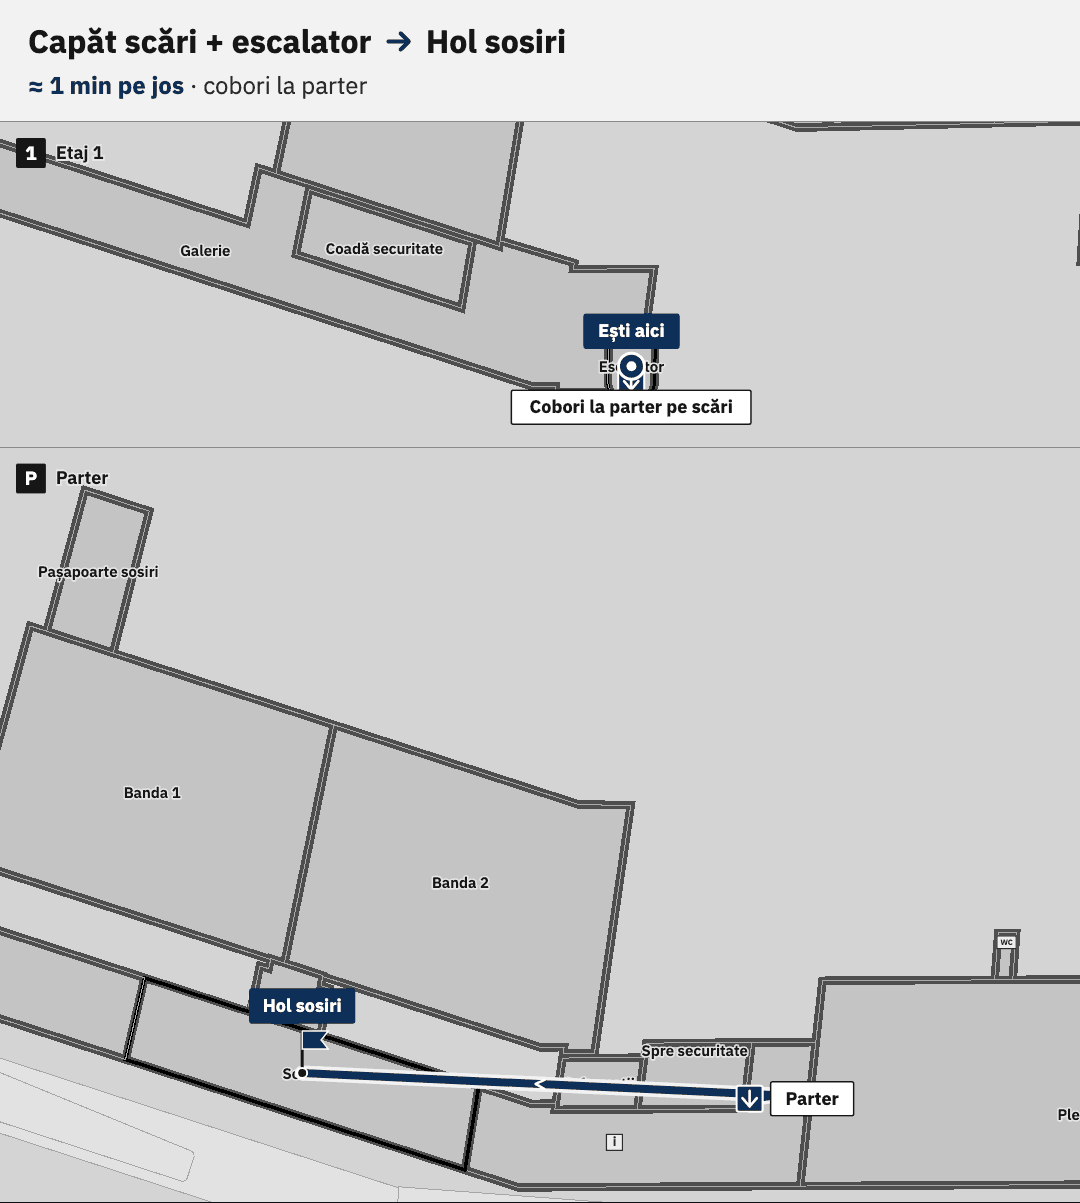 Capăt scări + escalator → Hol sosiri
≈ 1 min pe jos · cobori la parter
1 Etaj 1
Galerie
Coadă securitate
Ești aici
Cobori la parter pe scări
P Parter
Pașapoarte sosiri
Banda 1
Banda 2
wc
Hol sosiri
Spre securitate
Parter
i